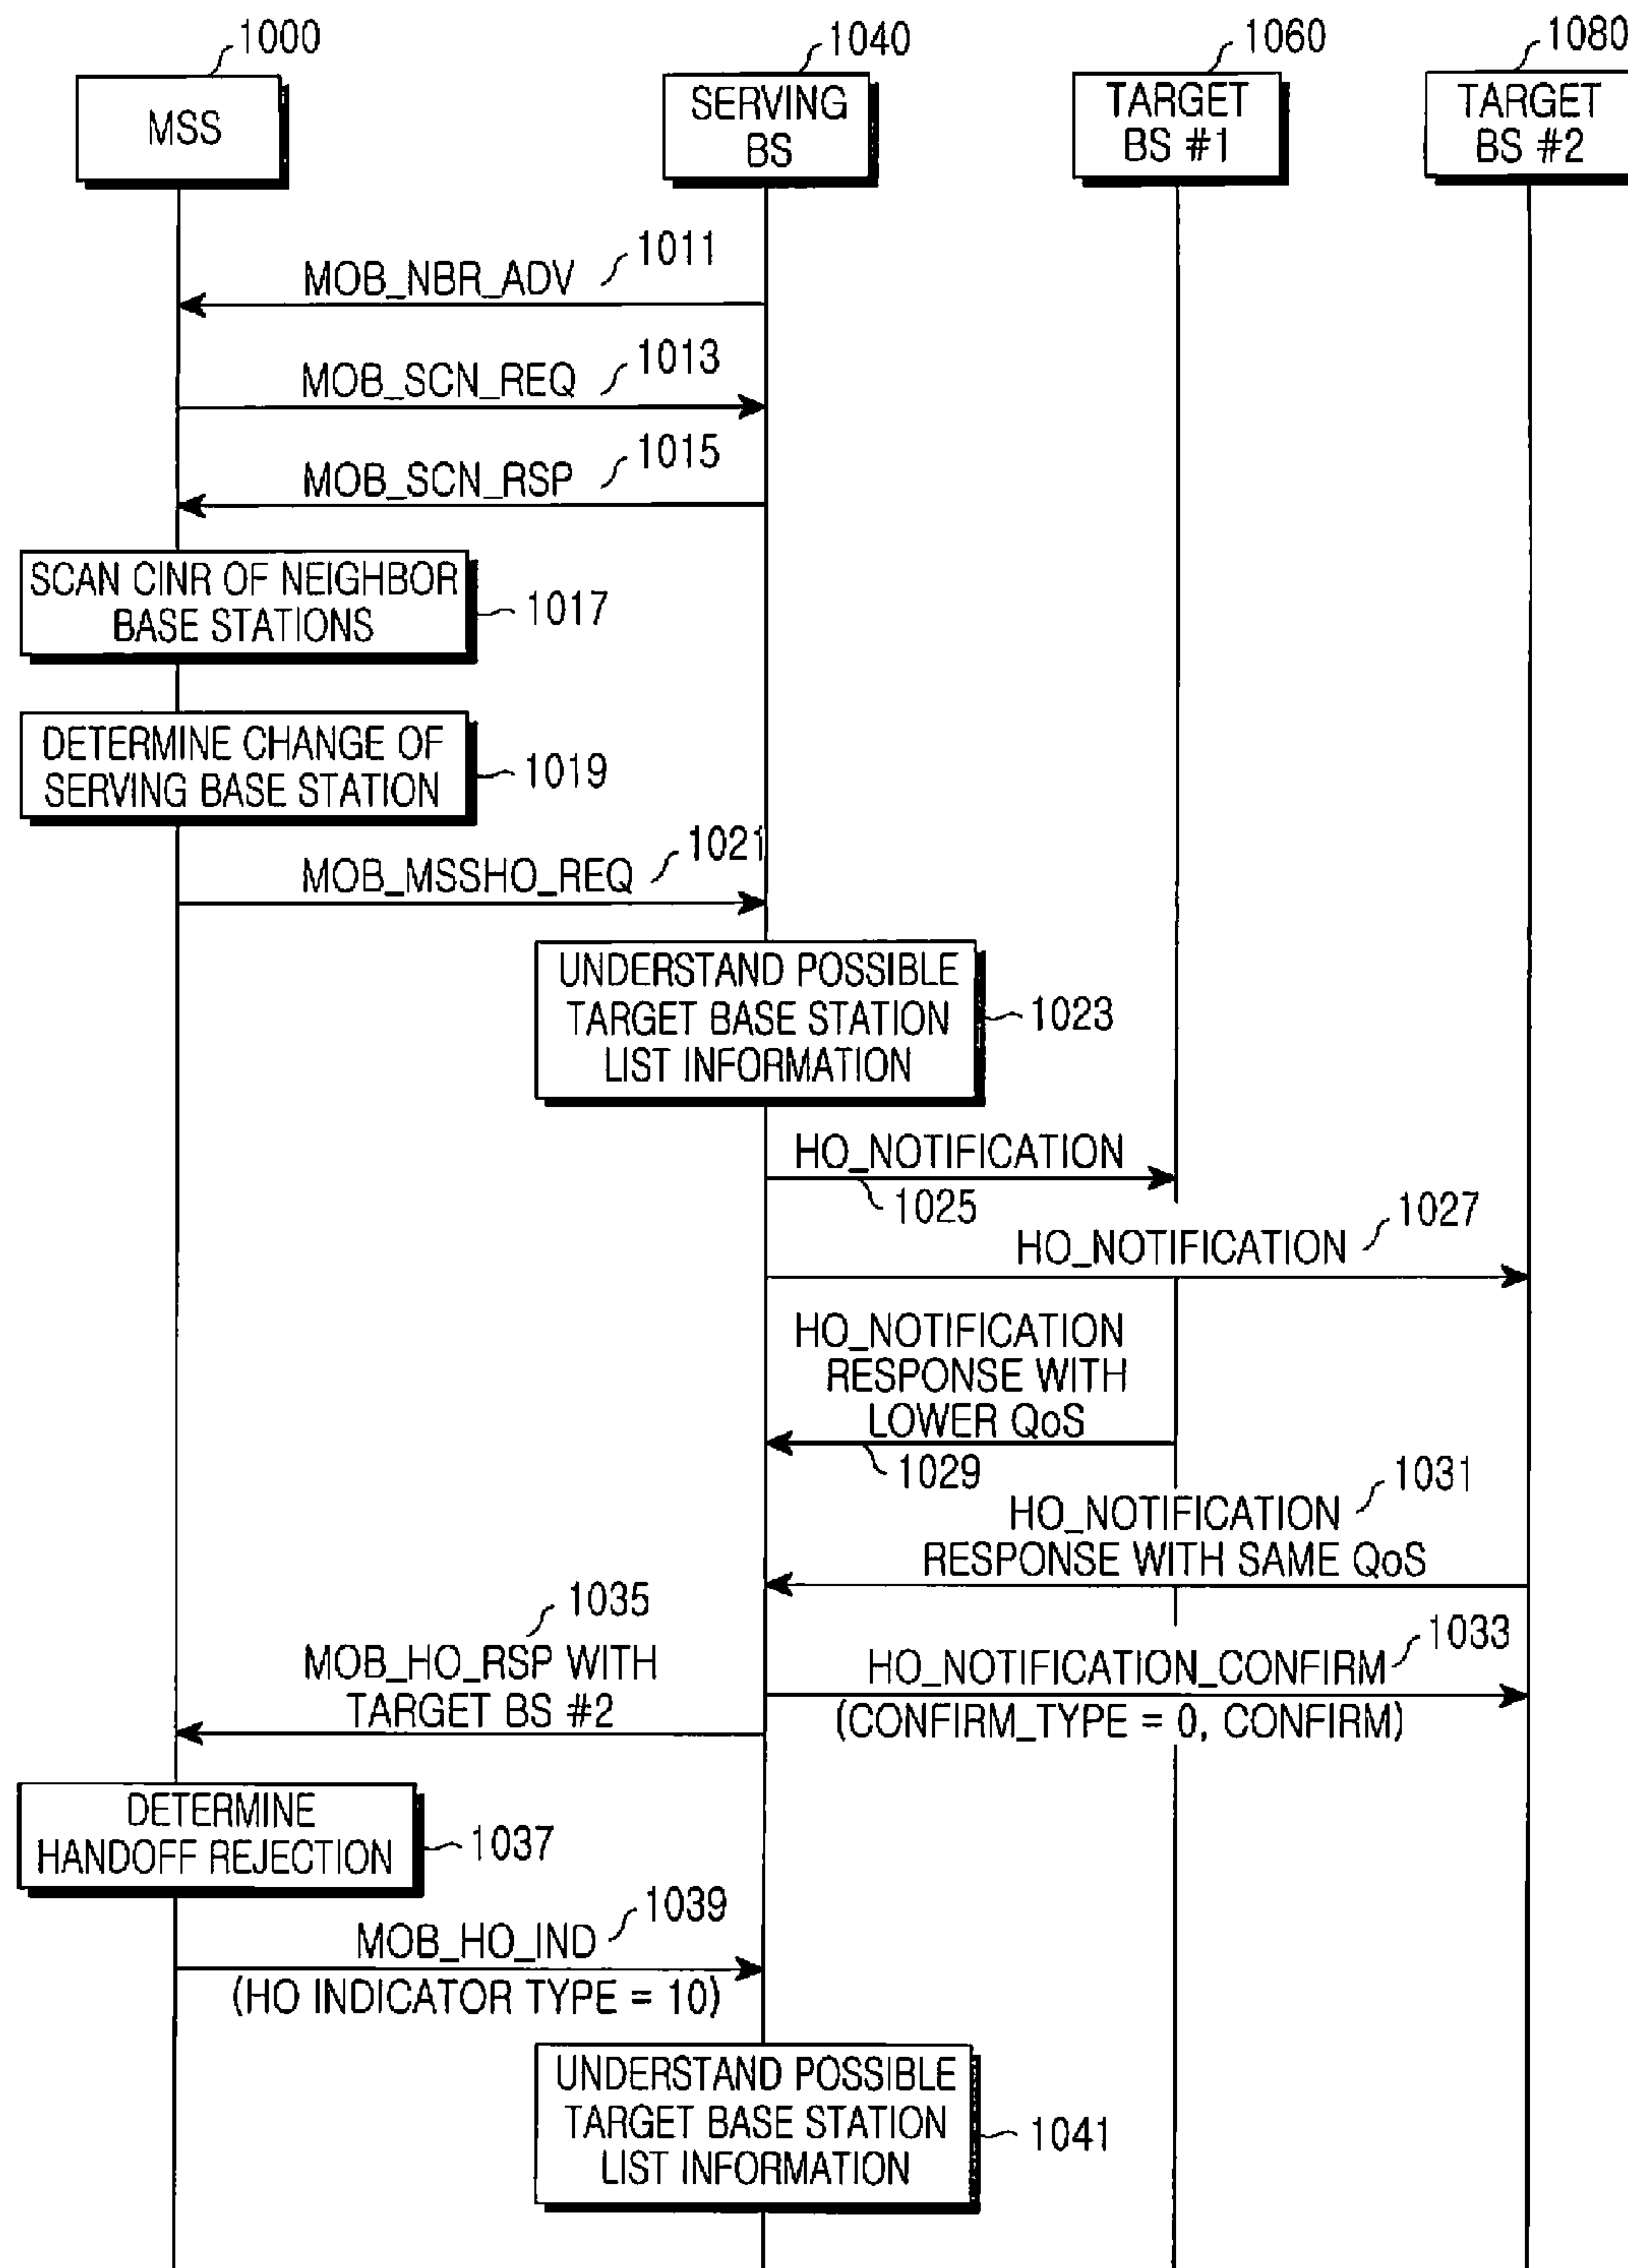 1000
1040
1060
1080
MSS
SERVING
BS
TARGET
BS #1
TARGET
BS #2
1011
MOB_NBR_ADV
1013
MOB_SCN_REQ
1015
MOB_SCN_RSP
SCAN CINR OF NEIGHBOR
BASE STATIONS
1017
DETERMINE CHANGE OF
SERVING BASE STATION
1019
1021
MOB_MSSHO_REQ
UNDERSTAND POSSIBLE
TARGET BASE STATION
LIST INFORMATION
1023
HO_NOTIFICATION
1025
1027
HO_NOTIFICATION
HO_NOTIFICATION
RESPONSE WITH
LOWER QoS
1029
1031
HO_NOTIFICATION
RESPONSE WITH SAME QoS
1035
MOB_HO_RSP WITH
TARGET BS #2
1033
HO_NOTIFICATION_CONFIRM
(CONFIRM_TYPE = 0, CONFIRM)
DETERMINE
HANDOFF REJECTION
1037
1039
MOB_HO_IND
(HO INDICATOR TYPE = 10)
UNDERSTAND POSSIBLE
TARGET BASE STATION
LIST INFORMATION
1041